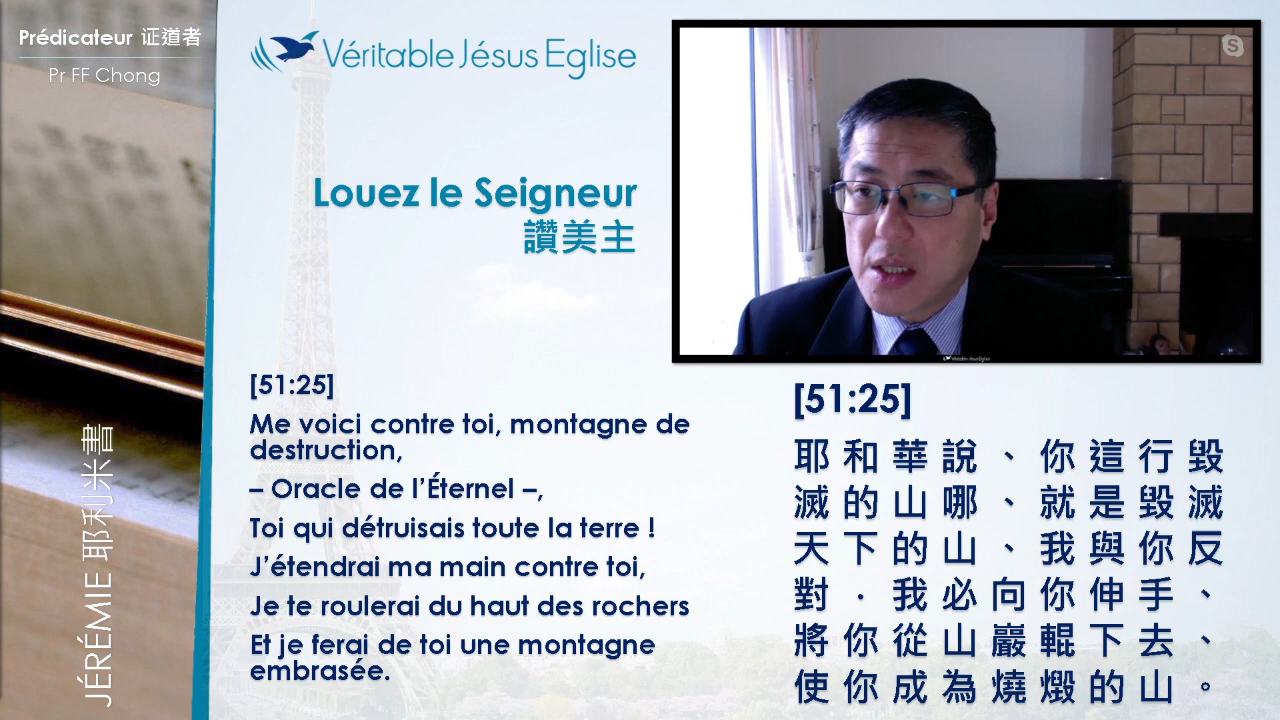 Prédicateur 证道者
Pr FF Chong
Véritable Jésus Eglise
Louez le Seigneur
讚美主
[51:25]
Me voici contre toi, montagne de
destruction,
– Oracle de l’Éternel –,
Toi qui détruisais toute la terre !
J’étendrai ma main contre toi,
Je te roulerai du haut des rochers
Et je ferai de toi une montagne
embrasée.
[51:25]
耶和華說、你這行毀
滅的山哪、就是毀滅
天下的山、我與你反
對．我必向你伸手、
將你從山巖輥下去、
使你成為燒燬的山。
JÉRÉMIE 耶利米書
Véritable Jésus Eglise